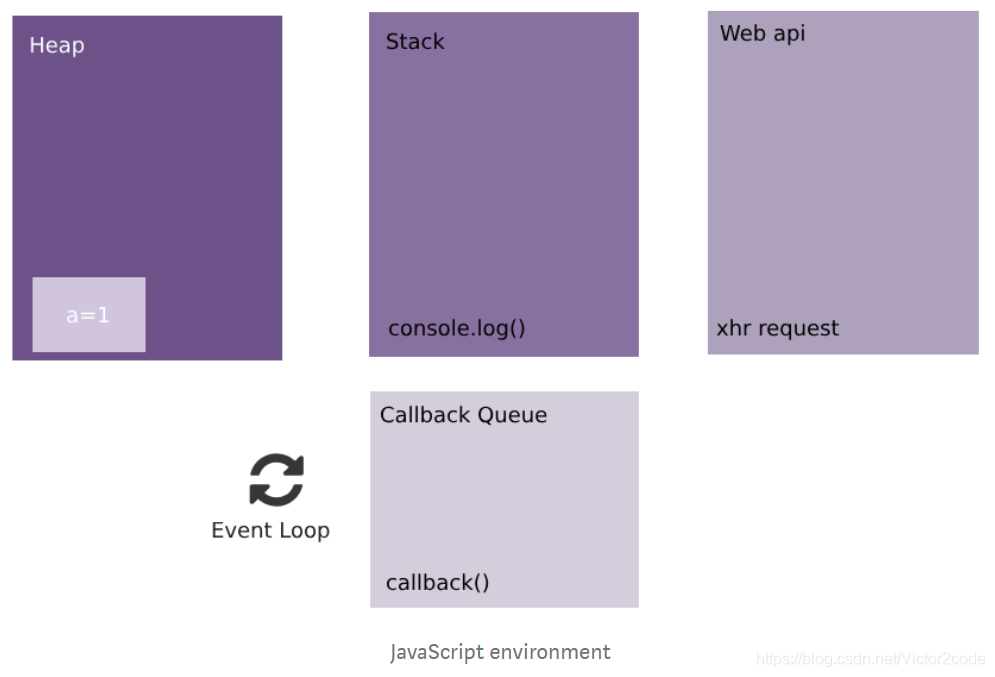 Heap
Stack
Web api
a=1
console.log()
xhr request
Callback Queue
Event Loop
callback()
JavaScript environment
https://blog.csdn.net/Victor2code